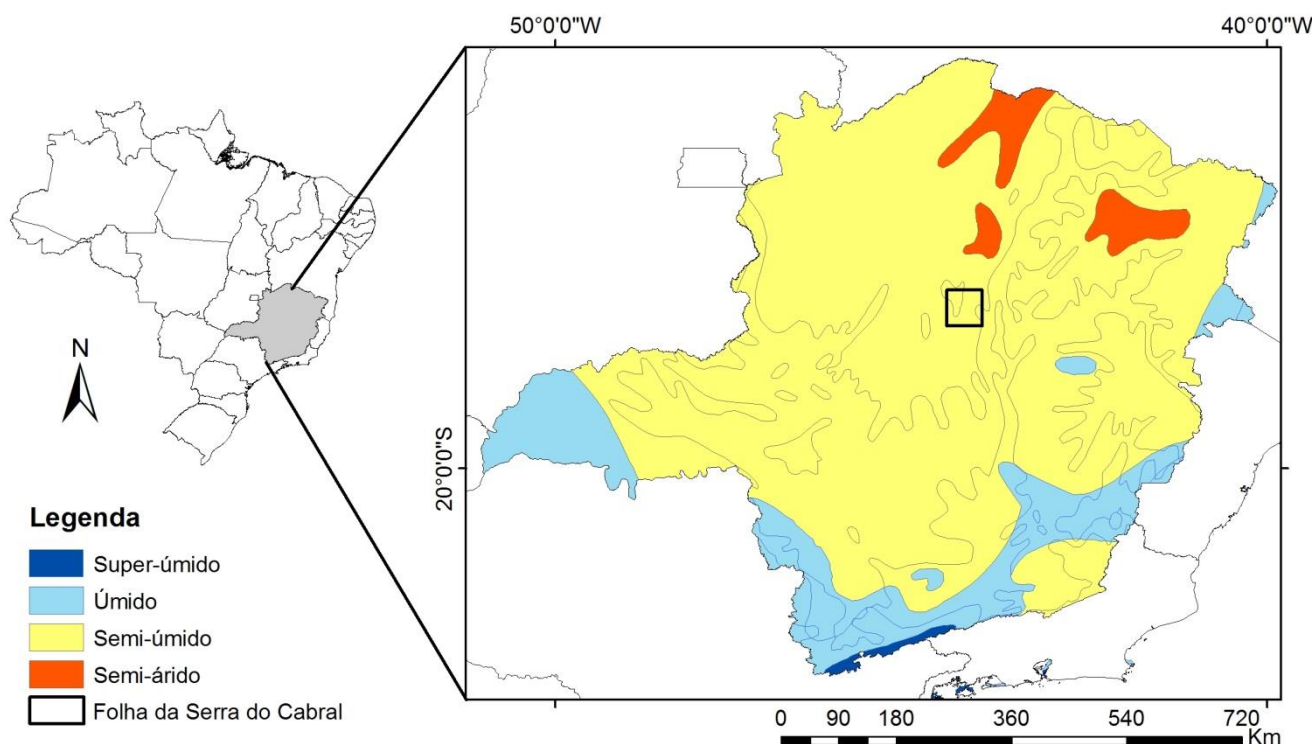 50°0'0"W
40°0'0"W
N
20°0'0"S
Legenda
Super-úmido
Úmido
Semi-úmido
Semi-árido
Folha da Serra do Cabral
0 90 180 360 540 720
Km